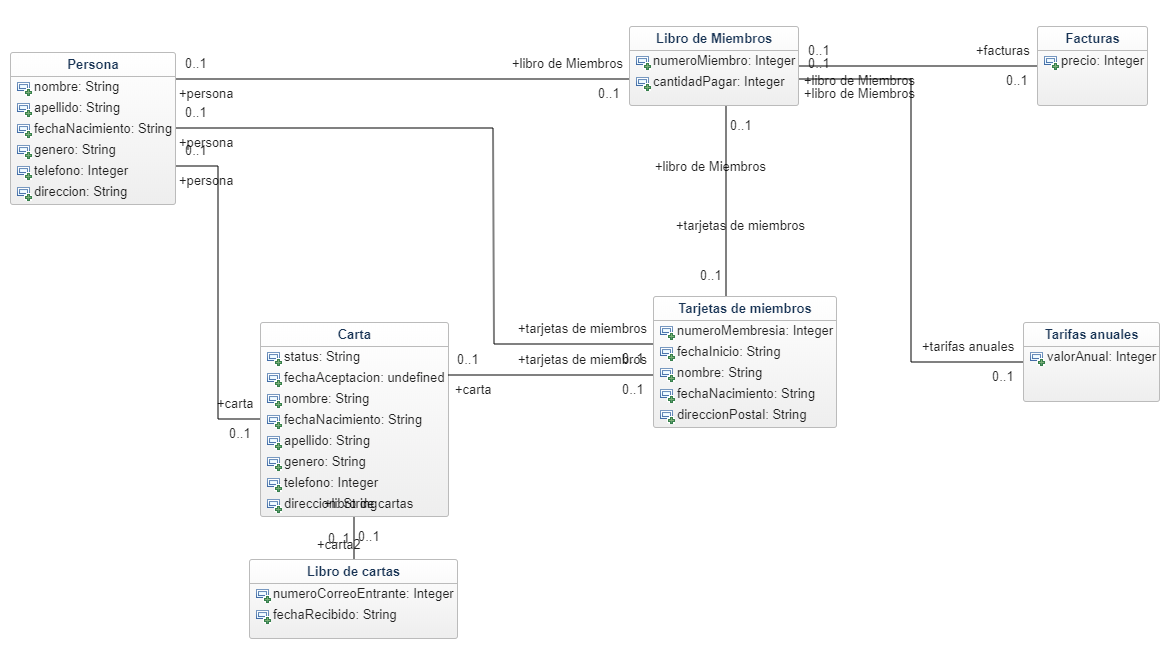 Persona
nombre: String
apellido: String
fechaNacimiento: String
genero: String
telefono: Integer
direccion: String
0..1
+persona
0..1
+persona
0..1
+persona
+libro de Miembros
0..1
Libro de Miembros
numeroMiembro: Integer
cantidadPagar: Integer
0..1
0..1
+libro de Miembros
+libro de Miembros
+facturas
0..1
Facturas
precio: Integer
0..1
+libro de Miembros
+tarjetas de miembros
0..1
Tarjetas de miembros
numeroMembresia: Integer
fechaInicio: String
nombre: String
fechaNacimiento: String
direccionPostal: String
+tarjetas de miembros
0..1
+tarjetas de miembros
0..1
+tarifas anuales
0..1
Tarifas anuales
valorAnual: Integer
+carta
0..1
Carta
status: String
fechaAceptacion: undefined
nombre: String
fechaNacimiento: String
apellido: String
genero: String
telefono: Integer
direccion: String
+libro de cartas
0..1
+carta
0..1
0..1
+carta2
Libro de cartas
numeroCorreoEntrante: Integer
fechaRecibido: String